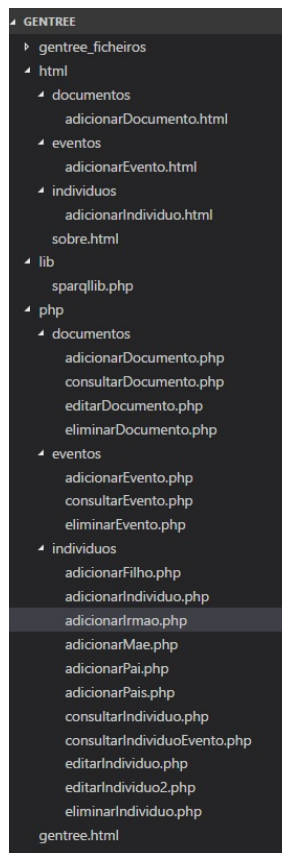 GENTREE
gentree_ficheiros
html
documentos
adicionarDocumento.html
eventos
adicionarEvento.html
individuos
adicionarIndividuo.html
sobre.html
lib
sparqllib.php
php
documentos
adicionarDocumento.php
consultarDocumento.php
editarDocumento.php
eliminarDocumento.php
eventos
adicionarEvento.php
consultarEvento.php
eliminarEvento.php
individuos
adicionarFilho.php
adicionarIndividuo.php
adicionarIrmao.php
adicionarMae.php
adicionarPai.php
adicionarPais.php
consultarIndividuo.php
consultarIndividuoEvento.php
editarIndividuo.php
editarIndividuo2.php
eliminarIndividuo.php
gentree.html